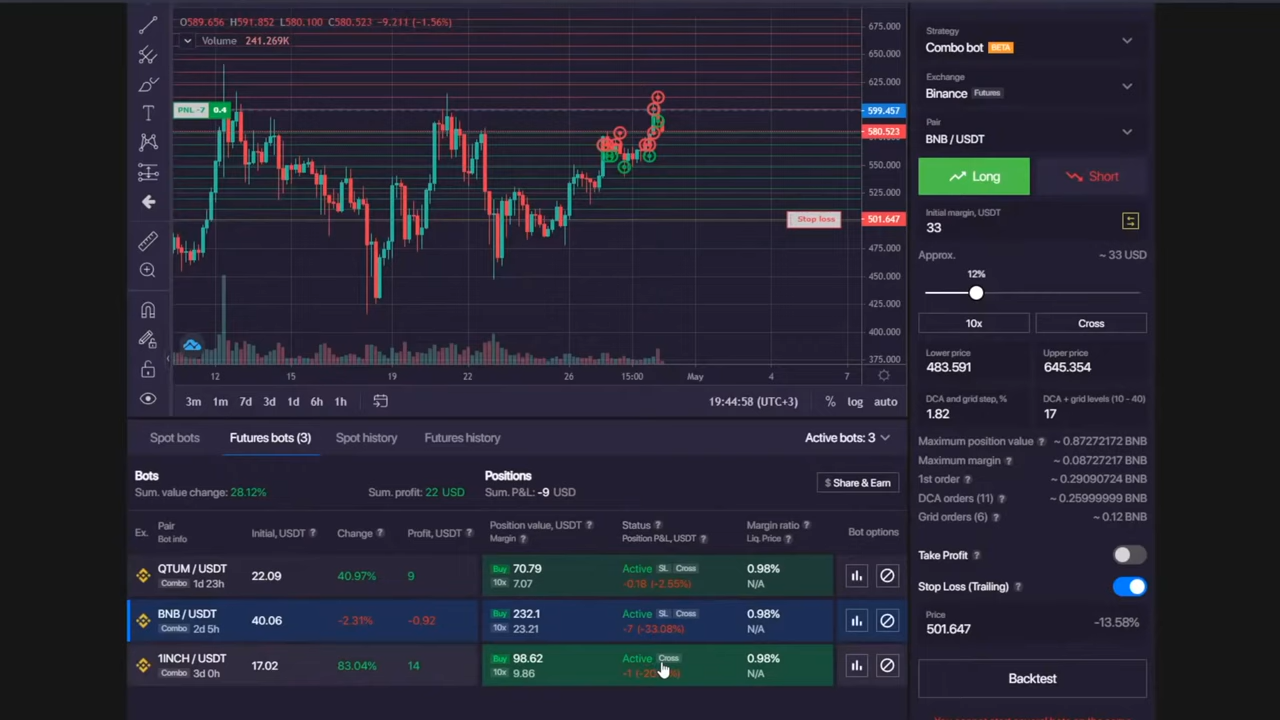 O589.656 H591.852 L580.100 C580.523 −9.211 (−1.56%)
Volume 241.269K
PNL -7 0.4
Stop loss
675.000
650.000
625.000
599.457
580.523
550.000
525.000
501.647
475.000
450.000
425.000
400.000
375.000
12 15 19 22 26 15:00 May 4 7
3m 1m 7d 3d 1d 6h 1h
19:44:58 (UTC+3) % log auto
Spot bots Futures bots (3) Spot history Futures history Active bots: 3
Bots
Sum. value change: 28.12% Sum. profit: 22 USD
Positions
Sum. P&L: -9 USD
$ Share & Earn
Ex. Pair
Bot info
Initial, USDT ? Change ? Profit, USDT ?
Position value, USDT ?
Margin ?
Status ?
Position P&L, USDT ?
Margin ratio ?
Liq. Price ?
Bot options
QTUM / USDT
Combo 1d 23h
22.09 40.97% 9
Buy 70.79
10x 7.07
Active SL Cross
-0.18 (-2.55%)
0.98%
N/A
BNB / USDT
Combo 2d 5h
40.06 -2.31% -0.92
Buy 232.1
10x 23.21
Active SL Cross
-7 (-33.08%)
0.98%
N/A
1INCH / USDT
Combo 3d 0h
17.02 83.04% 14
Buy 98.62
10x 9.86
Active Cross
0.98%
N/A
Strategy
Combo bot BETA
Exchange
Binance Futures
Pair
BNB / USDT
Long Short
Initial margin, USDT
33
Approx. ~ 33 USD
12%
10x Cross
Lower price
483.591
Upper price
645.354
DCA and grid step, %
1.82
DCA + grid levels (10 - 40)
17
Maximum position value ? ~ 0.87272172 BNB
Maximum margin ? ~ 0.08727217 BNB
1st order ? ~ 0.29090724 BNB
DCA orders (11) ? ~ 0.25999999 BNB
Grid orders (6) ? ~ 0.12 BNB
Take Profit ?
Stop Loss (Trailing) ?
Price
501.647
-13.58%
Backtest